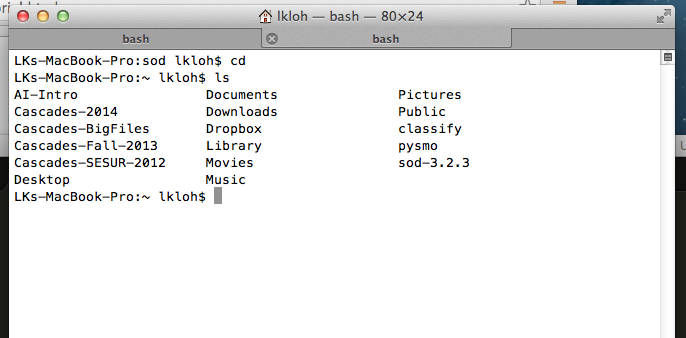 lkloh — bash — 80×24
bash bash
LKs-MacBook-Pro:sod lkloh$ cd
LKs-MacBook-Pro:~ lkloh$ ls
AI-Intro Documents Pictures
Cascades-2014 Downloads Public
Cascades-BigFiles Dropbox classify
Cascades-Fall-2013 Library pysmo
Cascades-SESUR-2012 Movies sod-3.2.3
Desktop Music
LKs-MacBook-Pro:~ lkloh$